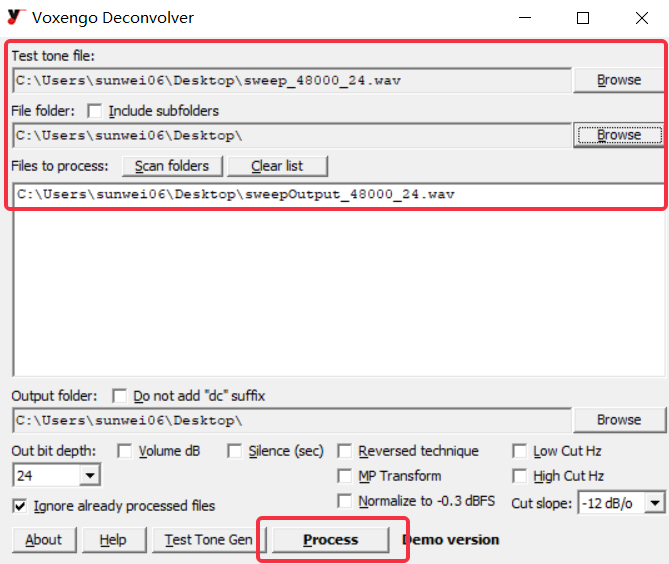 Voxengo Deconvolver
Test tone file:
C:\Users\sunwei06\Desktop\sweep_48000_24.wav Browse
File folder: Include subfolders
C:\Users\sunwei06\Desktop\ Browse
Files to process: Scan folders Clear list
C:\Users\sunwei06\Desktop\sweepOutput_48000_24.wav
Output folder: Do not add "dc" suffix
C:\Users\sunwei06\Desktop\ Browse
Out bit depth: Volume dB Silence (sec) Reversed technique Low Cut Hz
24 MP Transform High Cut Hz
Ignore already processed files Normalize to -0.3 dBFS Cut slope: -12 dB/o
About Help Test Tone Gen Process Demo version